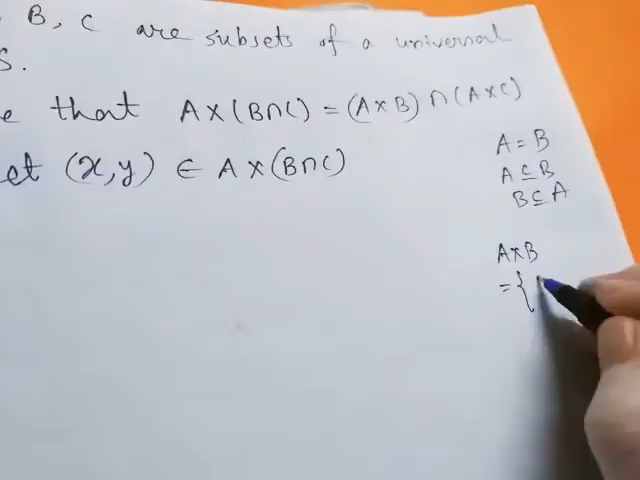 B, C are subsets of a universal
S.
e that A×(B∩C) = (A×B) ∩ (A×C)
et (x,y) ∈ A×(B∩C)
A = B
A ⊆ B
B ⊆ A
A×B
= {